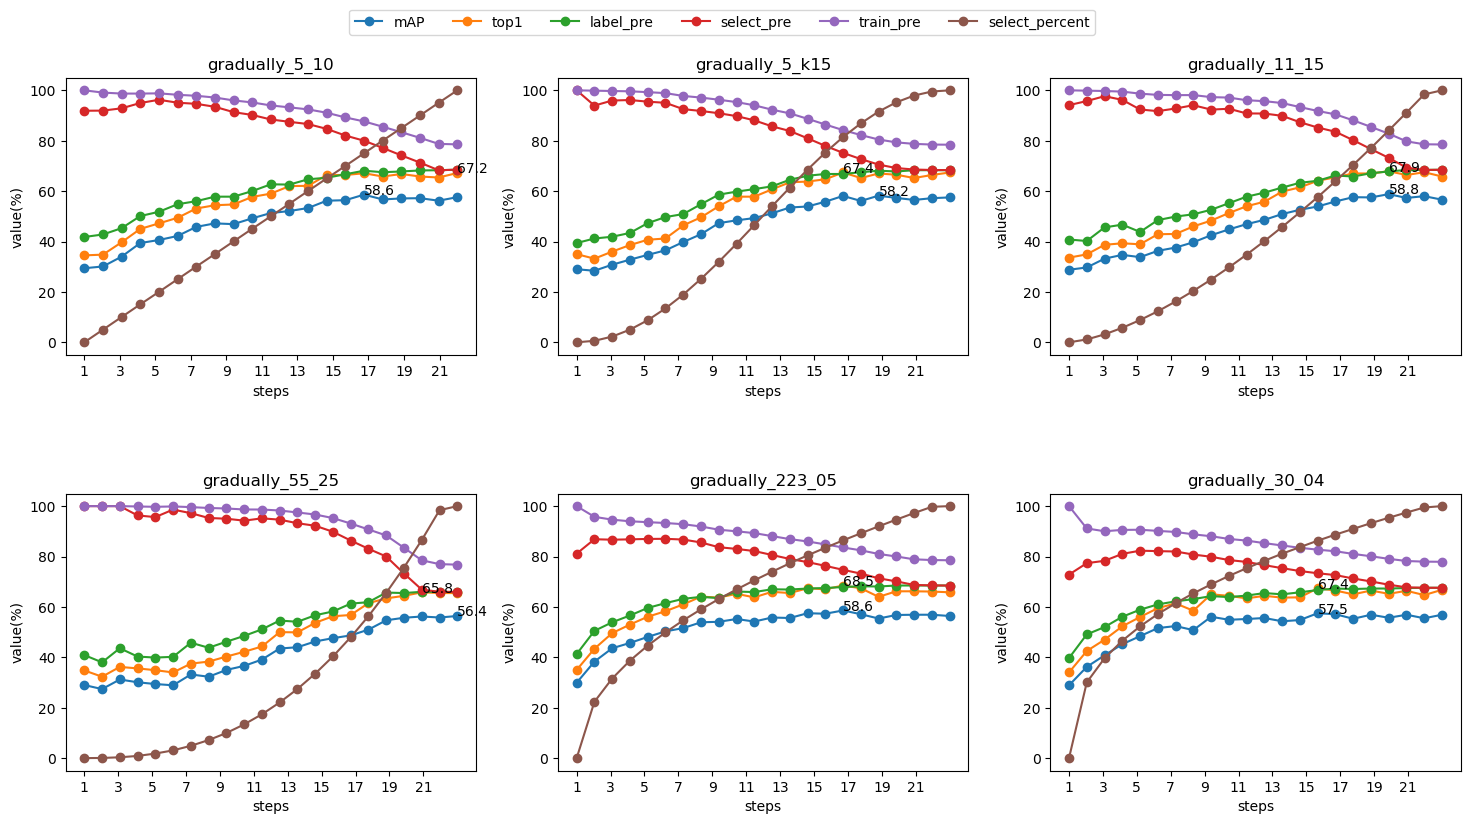 mAP top1 label_pre select_pre train_pre select_percent
gradually_5_10 gradually_5_k15 gradually_11_15
100 100 100
80 80 80
67.2 67.4 67.9
60 58.6 60 58.2 60 58.8
40 40 40
20 20 20
0 0 0
value(%) value(%) value(%)
1 3 5 7 9 11 13 15 17 19 21 1 3 5 7 9 11 13 15 17 19 21 1 3 5 7 9 11 13 15 17 19 21
steps steps steps
gradually_55_25 gradually_223_05 gradually_30_04
100 100 100
80 80 80
65.8 68.5 67.4
60 56.4 60 58.6 60 57.5
40 40 40
20 20 20
0 0 0
value(%) value(%) value(%)
1 3 5 7 9 11 13 15 17 19 21 1 3 5 7 9 11 13 15 17 19 21 1 3 5 7 9 11 13 15 17 19 21
steps steps steps